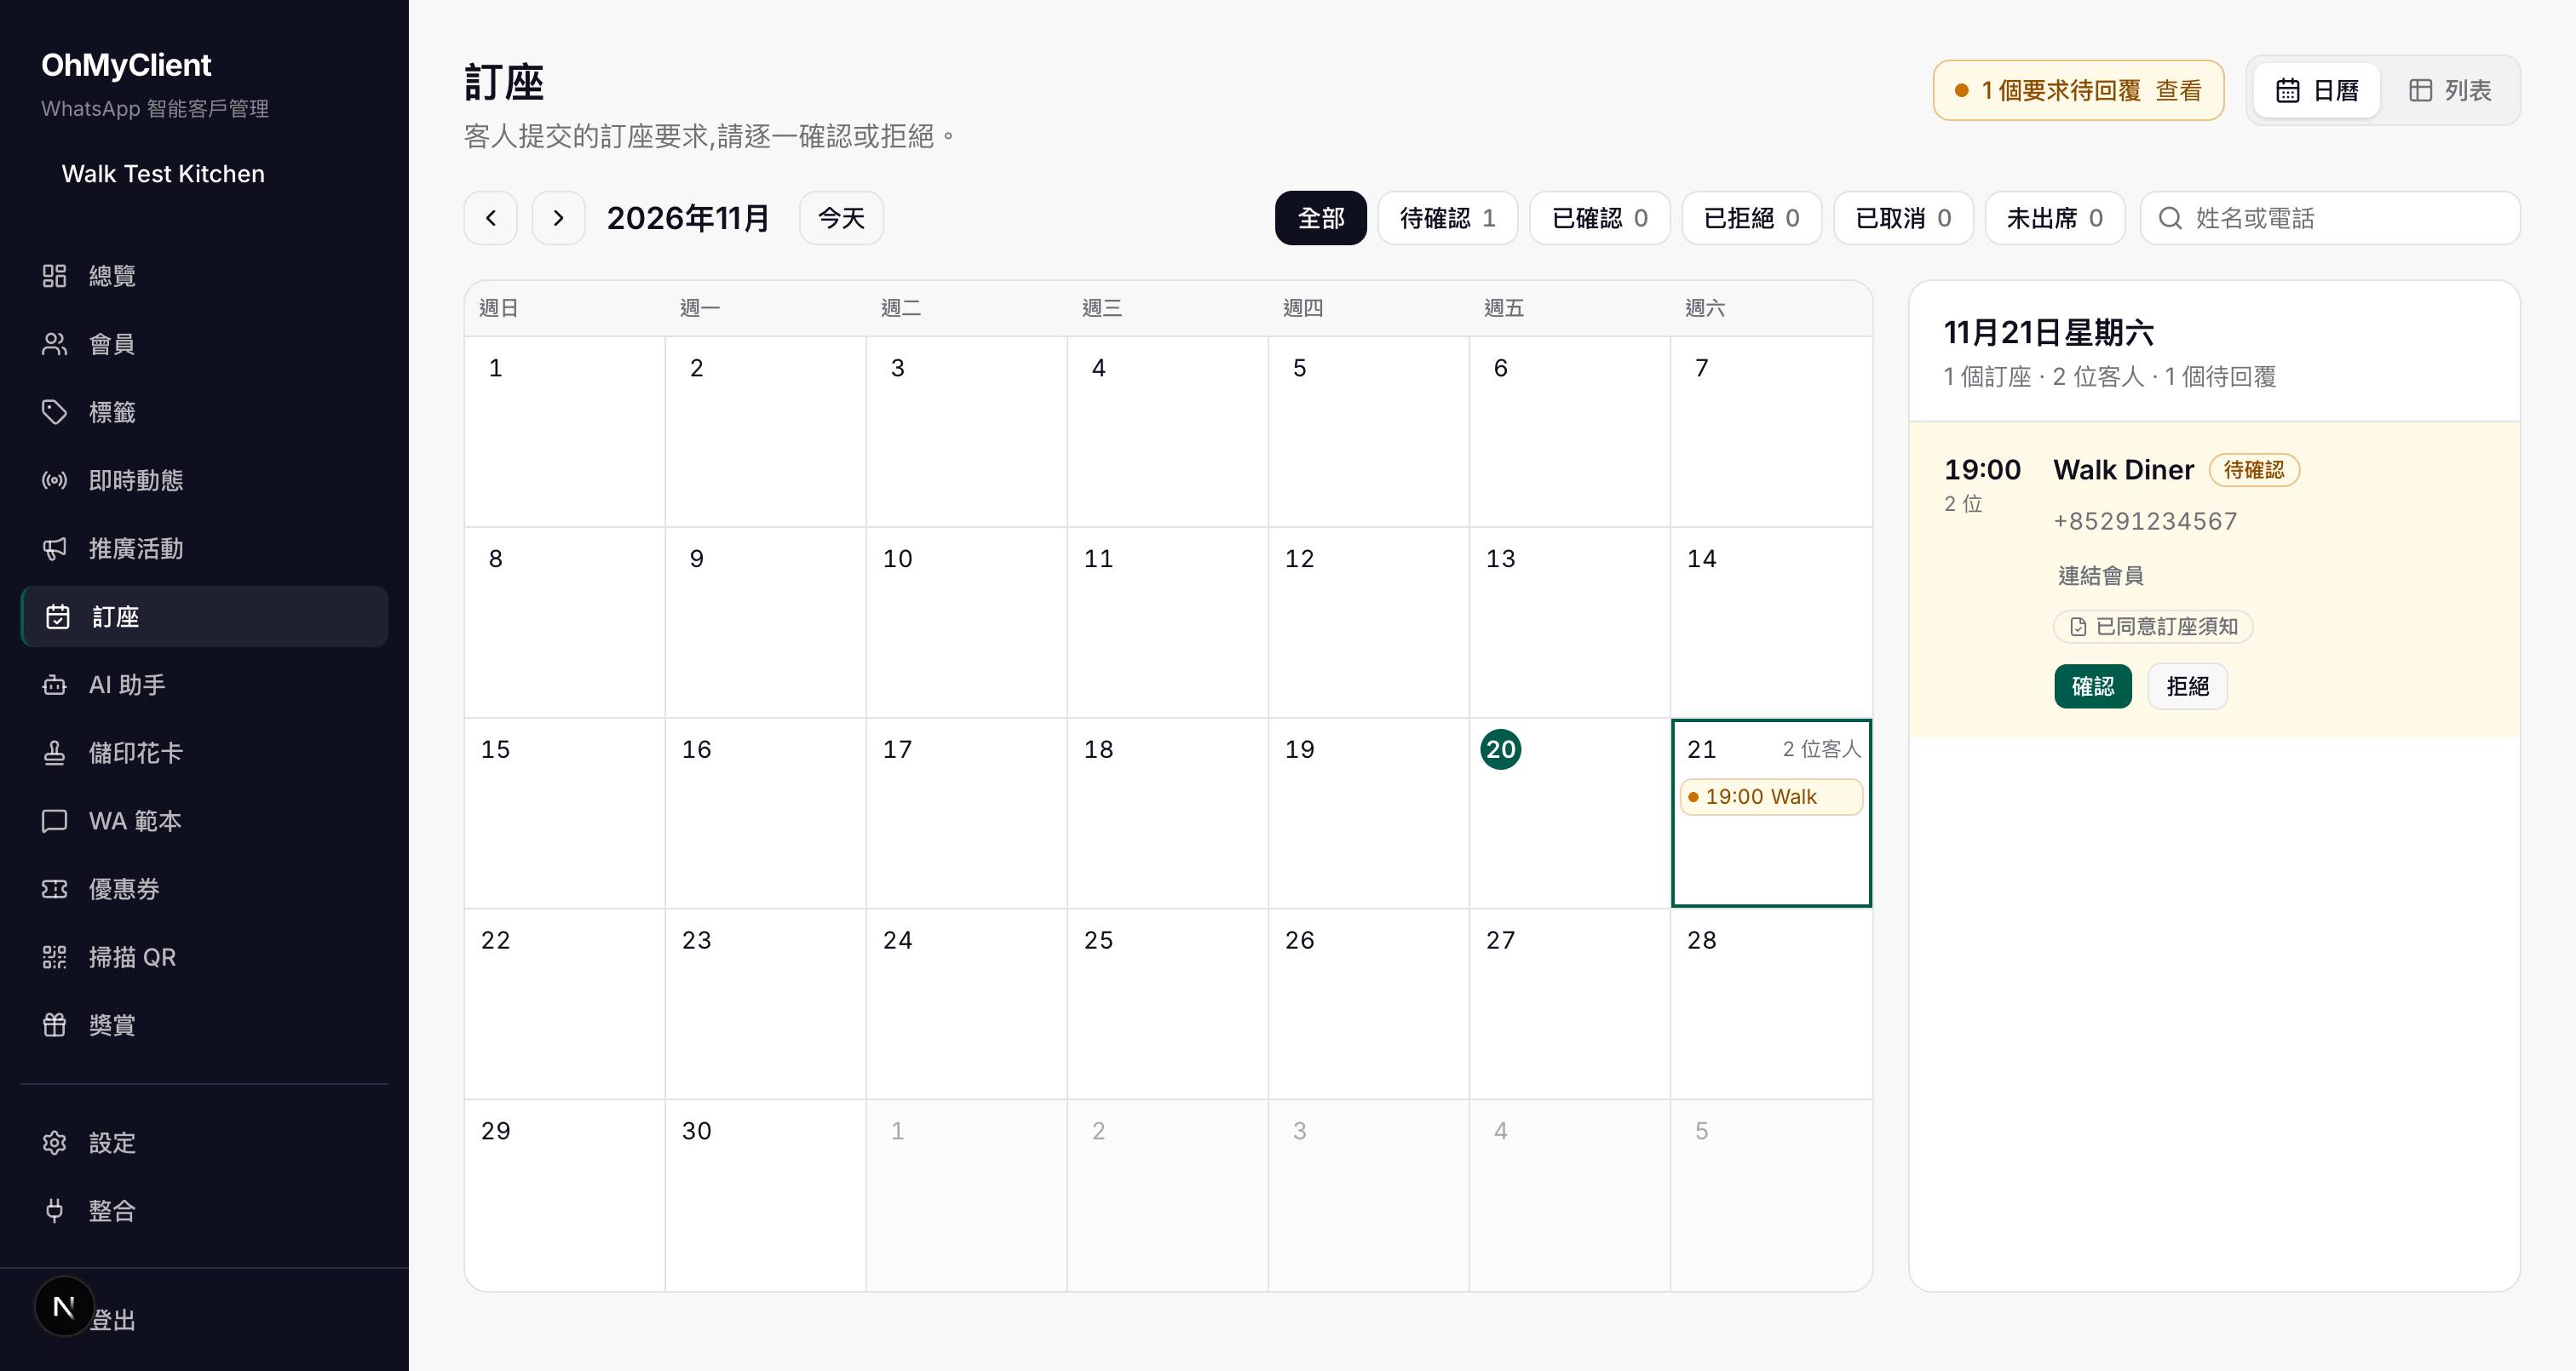 OhMyClient
WhatsApp 智能客戶管理
Walk Test Kitchen
總覽
會員
標籤
即時動態
推廣活動
訂座
AI 助手
儲印花卡
WA 範本
優惠券
掃描 QR
獎賞
設定
整合
N
登出
訂座
客人提交的訂座要求,請逐一確認或拒絕。
1 個要求待回覆 查看
日曆
列表
2026年11月
今天
全部
待確認 1
已確認 0
已拒絕 0
已取消 0
未出席 0
姓名或電話
週日 週一 週二 週三 週四 週五 週六
1 2 3 4 5 6 7
8 9 10 11 12 13 14
15 16 17 18 19 20 21 2 位客人
19:00 Walk
22 23 24 25 26 27 28
29 30 1 2 3 4 5
11月21日星期六
1 個訂座 · 2 位客人 · 1 個待回覆
19:00 Walk Diner 待確認
2 位
+85291234567
連結會員
已同意訂座須知
確認 拒絕